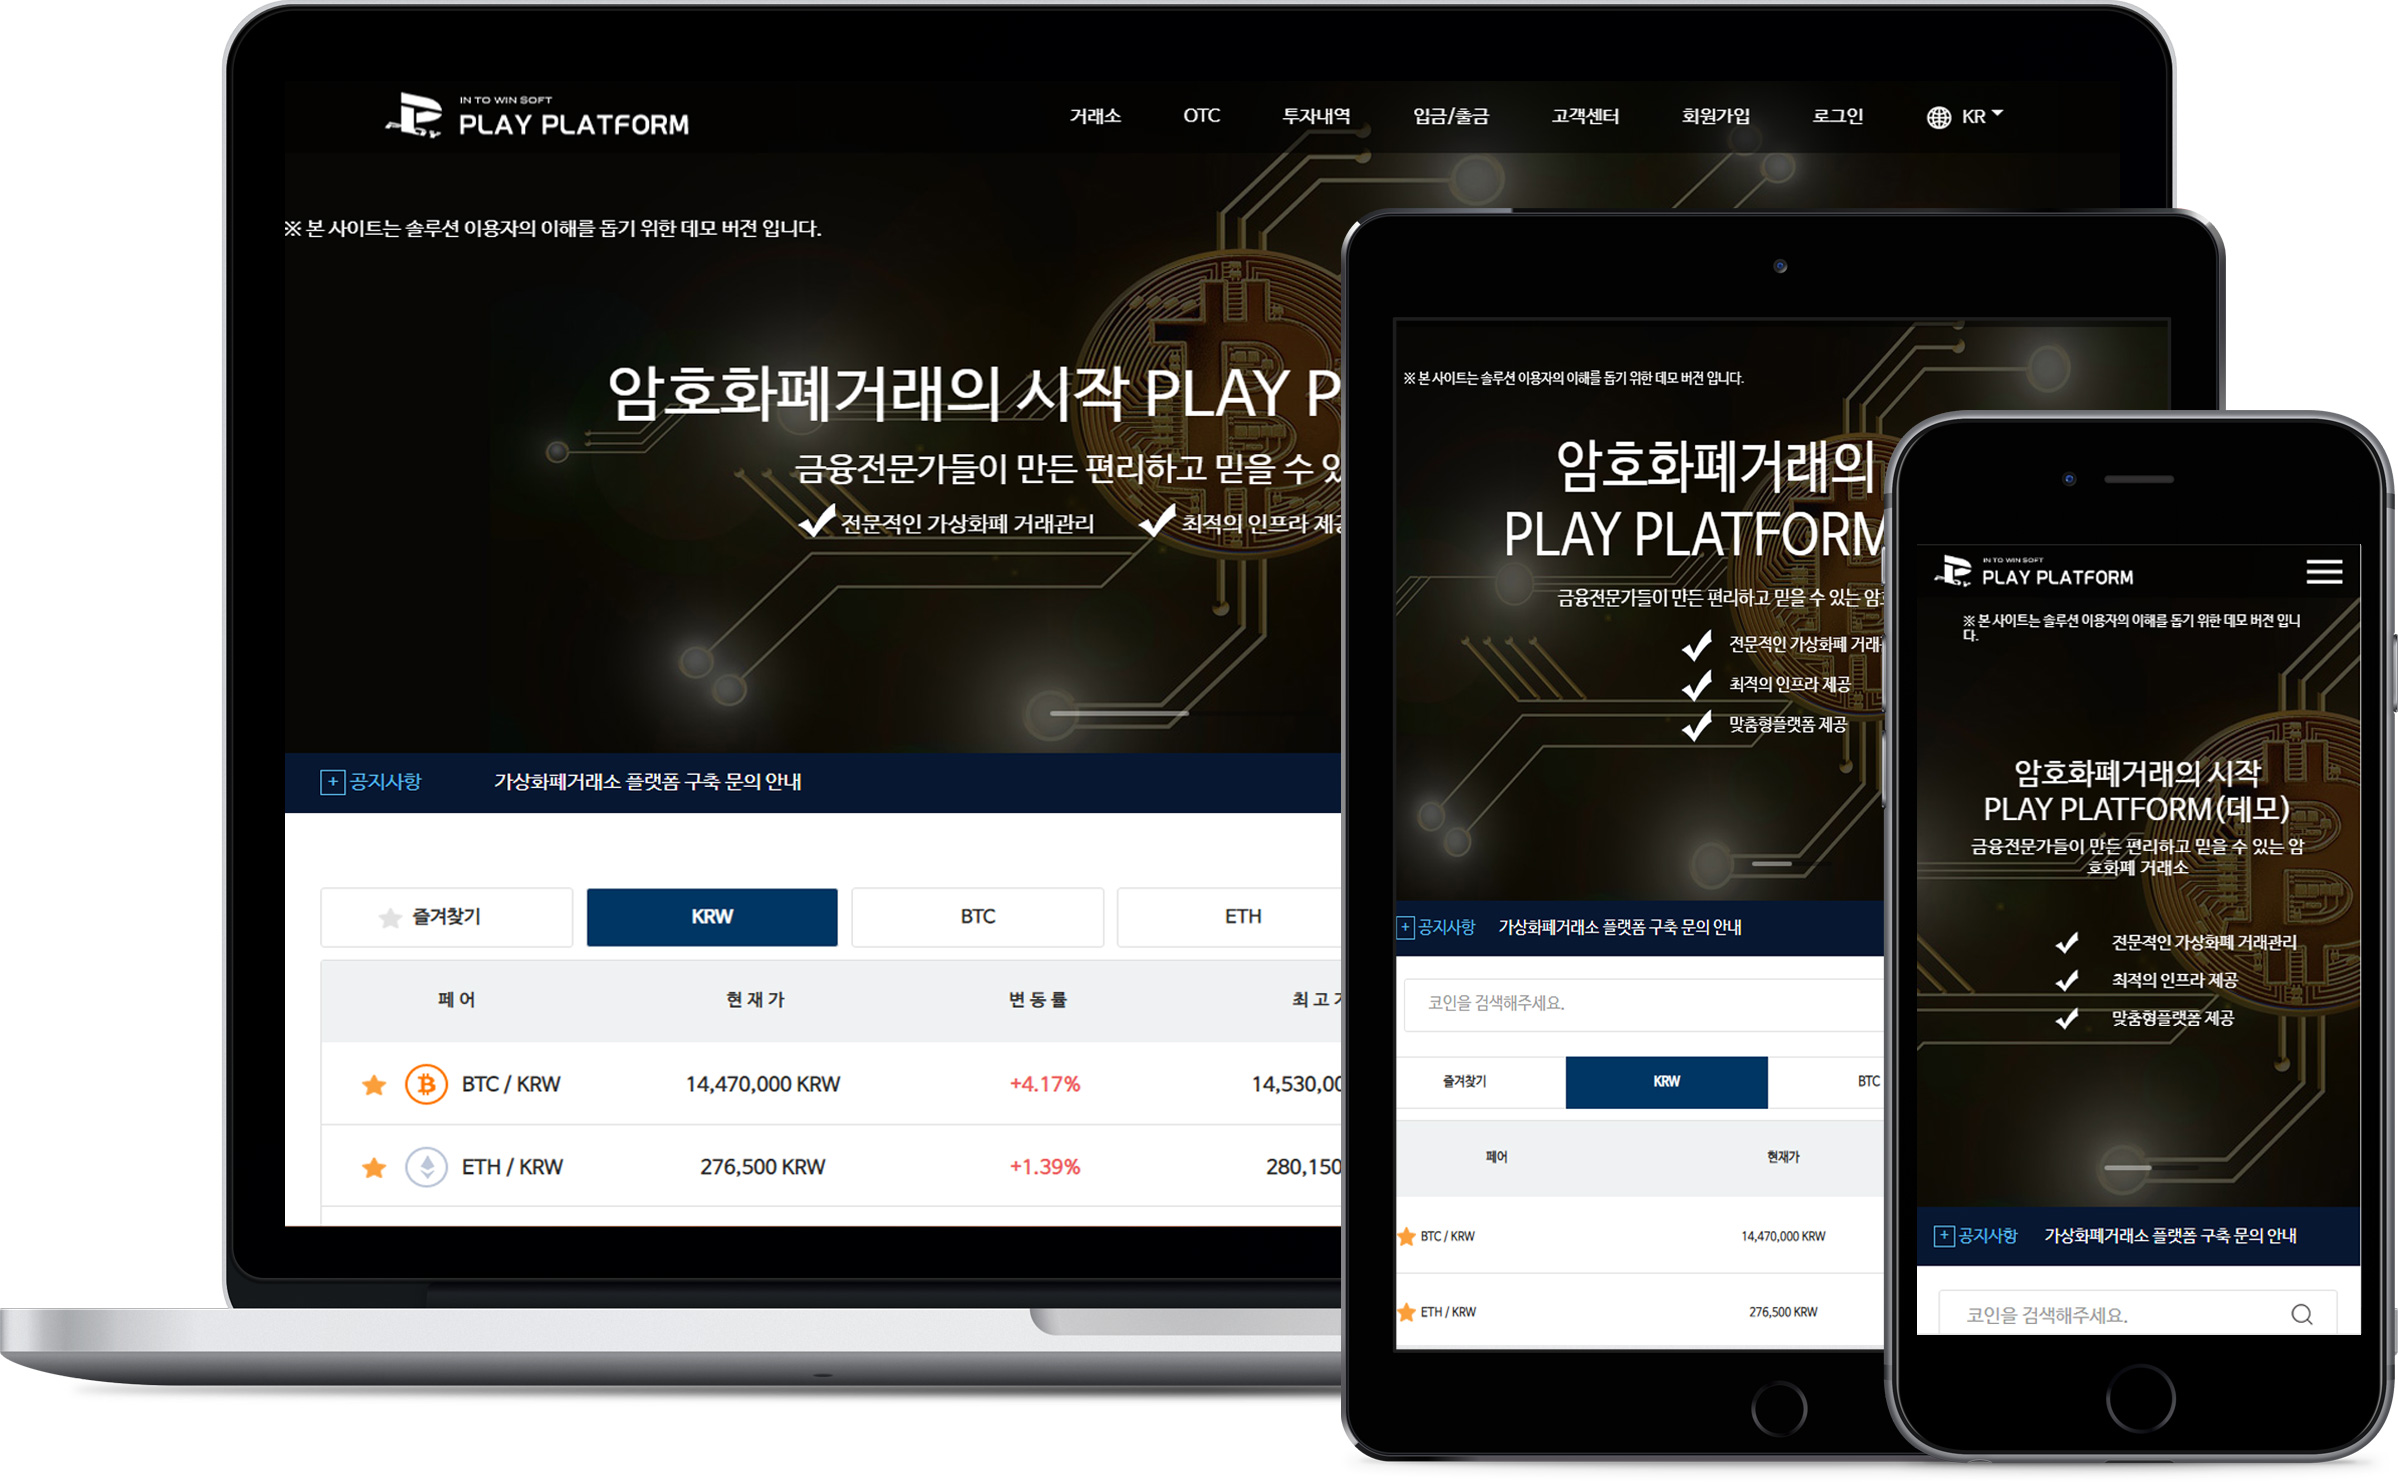 IN TO WIN SOFT
PLAY PLATFORM
거래소 OTC 투자내역 입금/출금 고객센터 회원가입 로그인 KR
※ 본 사이트는 솔루션 이용자의 이해를 돕기 위한 데모 버전 입니다.
암호화폐거래의 시작 PLAY P
금융전문가들이 만든 편리하고 믿을 수
전문적인 가상화폐 거래관리 최적의 인프라
+ 공지사항 가상화폐거래소 플랫폼 구축 문의 안내
즐겨찾기 KRW BTC ETH
페어 현재가 변동률 최고
BTC / KRW 14,470,000 KRW +4.17% 14,530,00
ETH / KRW 276,500 KRW +1.39% 280,150
※ 본 사이트는 솔루션 이용자의 이해를 돕기 위한 데모 버전 입니다.
암호화폐거래의
PLAY PLATFORM
금융전문가들이 만든 편리하고 믿을 수 있는
전문적인 가상화폐 거래
최적의 인프라 제공
맞춤형플랫폼 제공
+ 공지사항 가상화폐거래소 플랫폼 구축 문의 안내
코인을 검색해주세요.
즐겨찾기 KRW BTC
페어 현재가
BTC / KRW 14,470,000 KRW
ETH / KRW 276,500 KRW
IN TO WIN SOFT
PLAY PLATFORM
※ 본 사이트는 솔루션 이용자의 이해를 돕기 위한 데모 버전 입니
다.
암호화폐거래의 시작
PLAY PLATFORM(데모)
금융전문가들이 만든 편리하고 믿을 수 있는 암
호화폐 거래소
전문적인 가상화폐 거래관리
최적의 인프라 제공
맞춤형플랫폼 제공
+ 공지사항 가상화폐거래소 플랫폼 구축 문의 안내
코인을 검색해주세요.